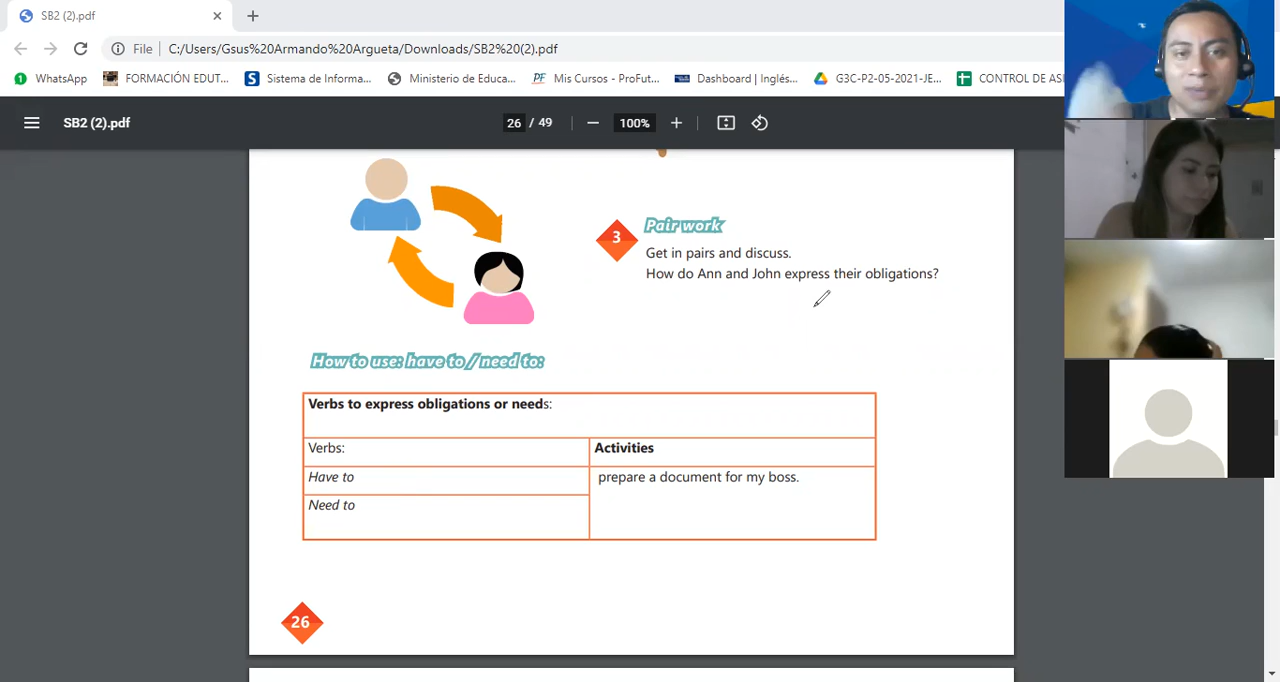 SB2 (2).pdf
File
C:/Users/Gsus%20Armando%20Argueta/Downloads/SB2%20(2).pdf
WhatsApp
FORMACIÓN EDUT...
Sistema de Informa...
Ministerio de Educa...
PF Mis Cursos - ProFut...
Dashboard | Inglés,...
G3C-P2-05-2021-JE...
CONTROL DE AS
SB2 (2).pdf
26 / 49
100%
3
Pair work
Get in pairs and discuss.
How do Ann and John express their obligations?
How to use: have to / need to:
Verbs to express obligations or needs:
Verbs:
Activities
Have to
prepare a document for my boss.
Need to
26